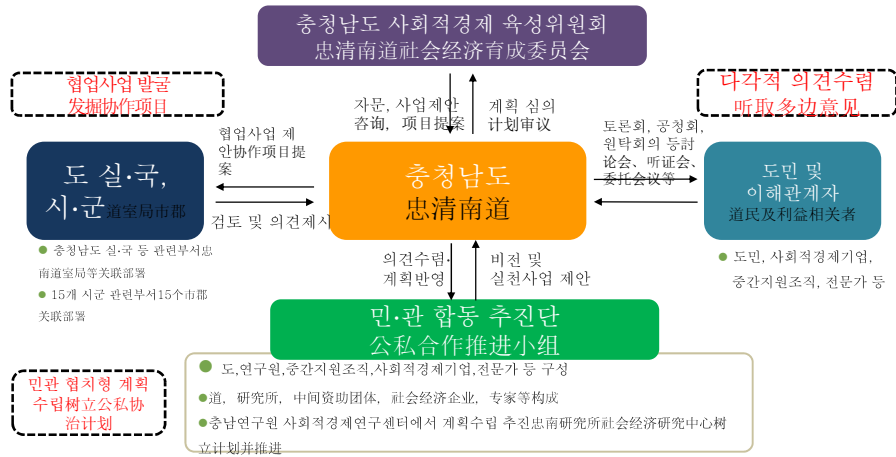 충청남도 사회적경제 육성위원회
忠清南道社会经济育成委员会
협업사업 발굴
发掘协作项目
다각적 의견수렴
听取多边意见
자문, 사업제안
咨询, 项目提案
계획 심의
计划审议
협업사업 제
안协作项目提
案
토론회, 공청회,
원탁회의 등討
论会、听证会、
委托会议等
도 실·국,
시·군道室局市郡
충청남도
忠清南道
도민 및
이해관계자
道民及利益相关者
검토 및 의견제시
● 충청남도 실·국 등 관련부서忠
南道室局等关联部署
● 15개 시군 관련부서15个市郡
关联部署
의견수렴·
계획반영
비전 및
실천사업 제안
● 도민, 사회적경제기업,
중간지원조직, 전문가 등
민·관 합동 추진단
公私合作推进小组
민관 협치형 계획
수립树立公私协
治计划
● 도,연구원,중간지원조직,사회적경제기업,전문가 등 구성
●道, 研究所, 中间资助团体, 社会经济企业, 专家等构成
●충남연구원 사회적경제연구센터에서 계획수립 추진忠南研究所社会经济研究中心树
立计划并推进